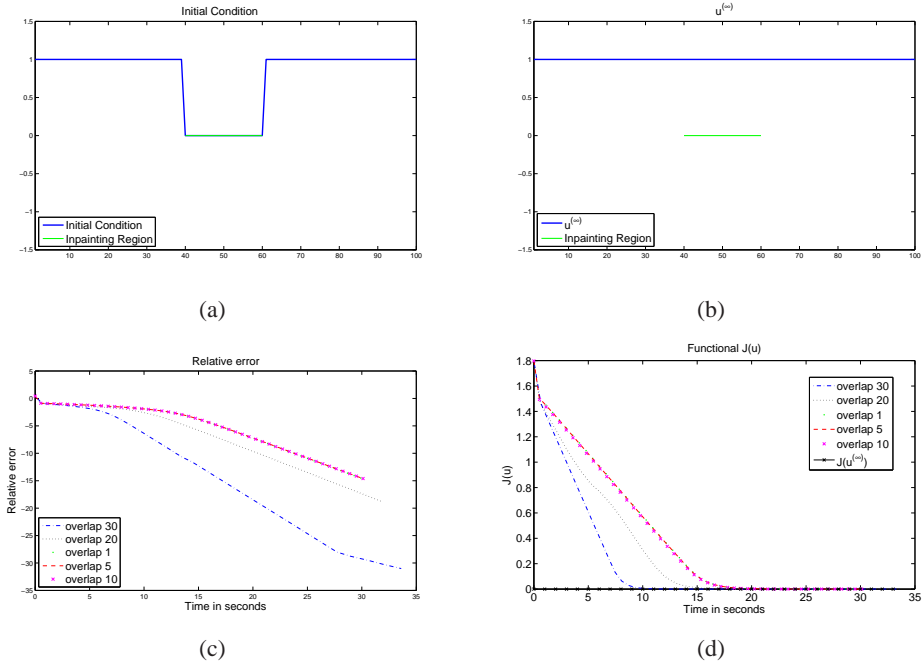 Initial Condition
1.5
1
0.5
0
−0.5
−1
−1.5
Initial Condition
Inpainting Region
10 20 30 40 50 60 70 80 90 100
(a)
u(∞)
1.5
1
0.5
0
−0.5
−1
−1.5
u(∞)
Inpainting Region
10 20 30 40 50 60 70 80 90 100
(b)
Relative error
Relative error
5
0
−5
−10
−15
−20
−25
−30
−35
overlap 30
overlap 20
overlap 1
overlap 5
overlap 10
0 5 10 15 20 25 30 35
Time in seconds
(c)
Functional J(u)
J(u)
1.8
1.6
1.4
1.2
1
0.8
0.6
0.4
0.2
0
overlap 30
overlap 20
overlap 1
overlap 5
overlap 10
J(u(∞))
0 5 10 15 20 25 30 35
Time in seconds
(d)